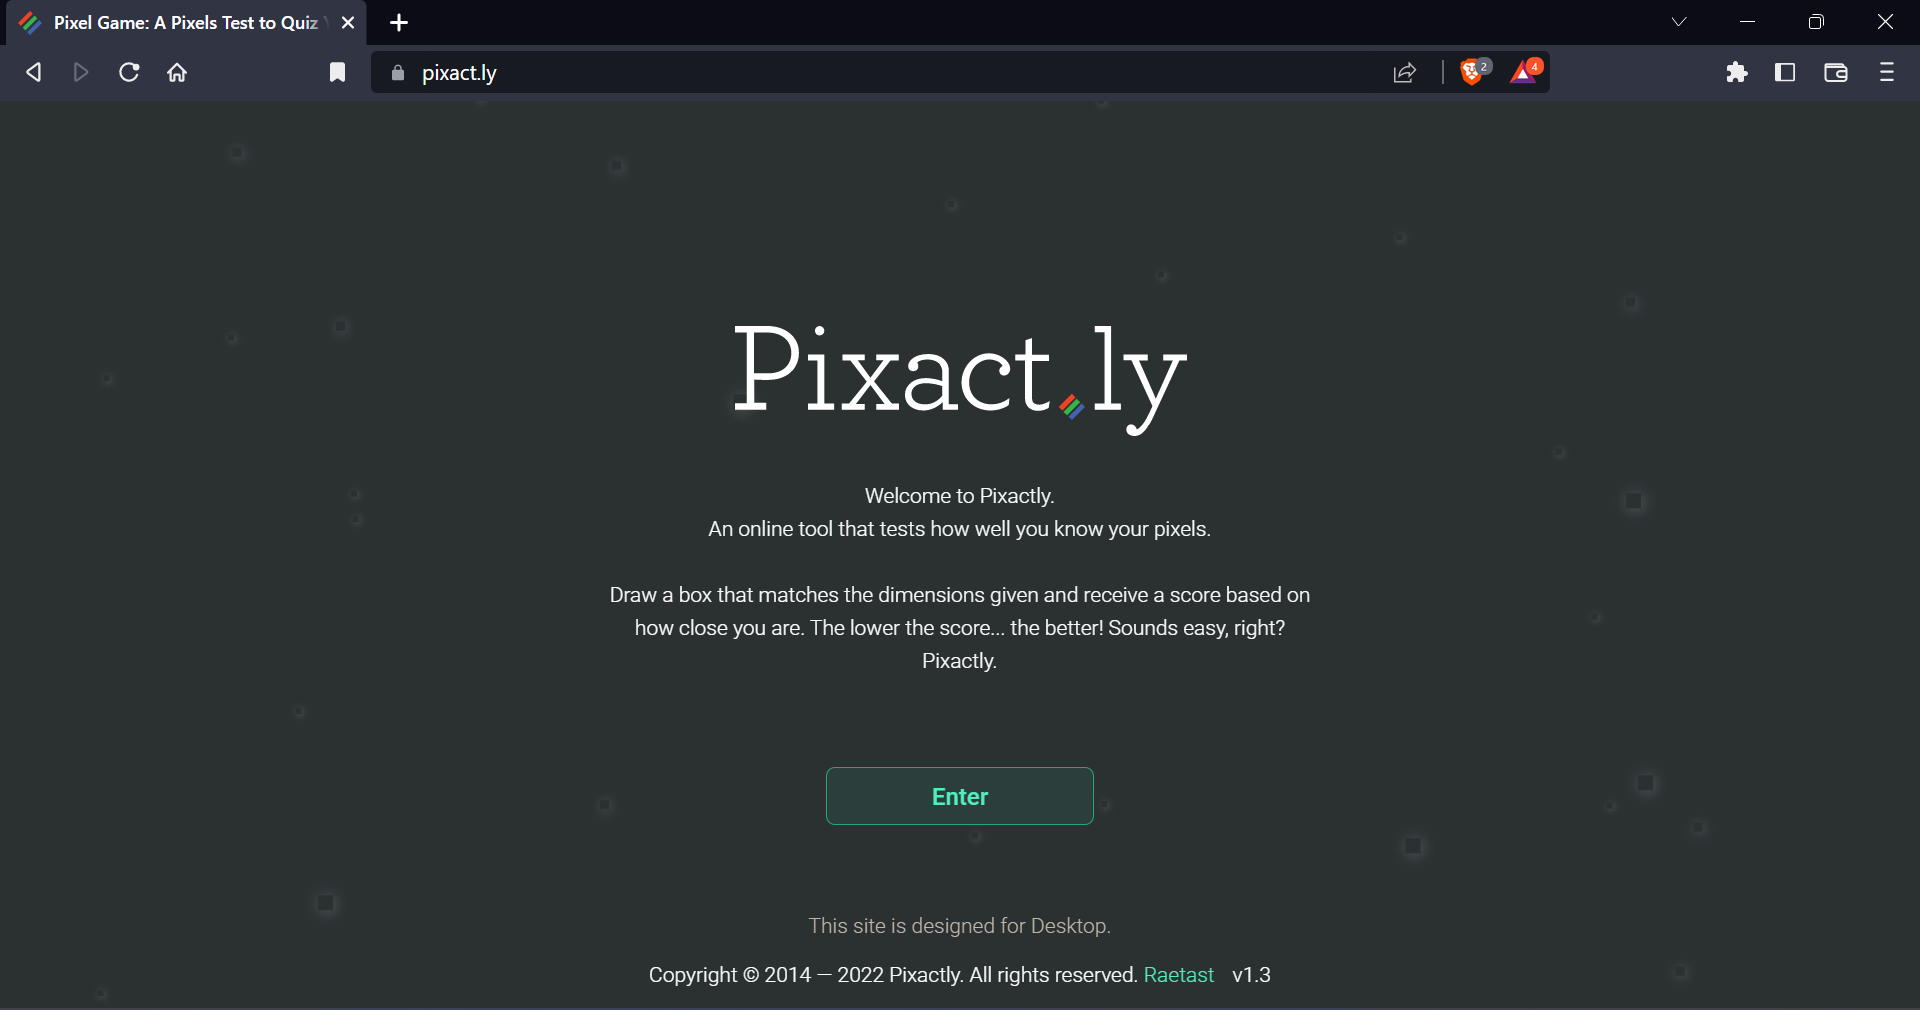 Pixel Game: A Pixels Test to Quiz
pixact.ly
2
4
Pixact.ly
Welcome to Pixactly.
An online tool that tests how well you know your pixels.
Draw a box that matches the dimensions given and receive a score based on
how close you are. The lower the score... the better! Sounds easy, right?
Pixactly.
Enter
This site is designed for Desktop.
Copyright © 2014 — 2022 Pixactly. All rights reserved. Raetast v1.3